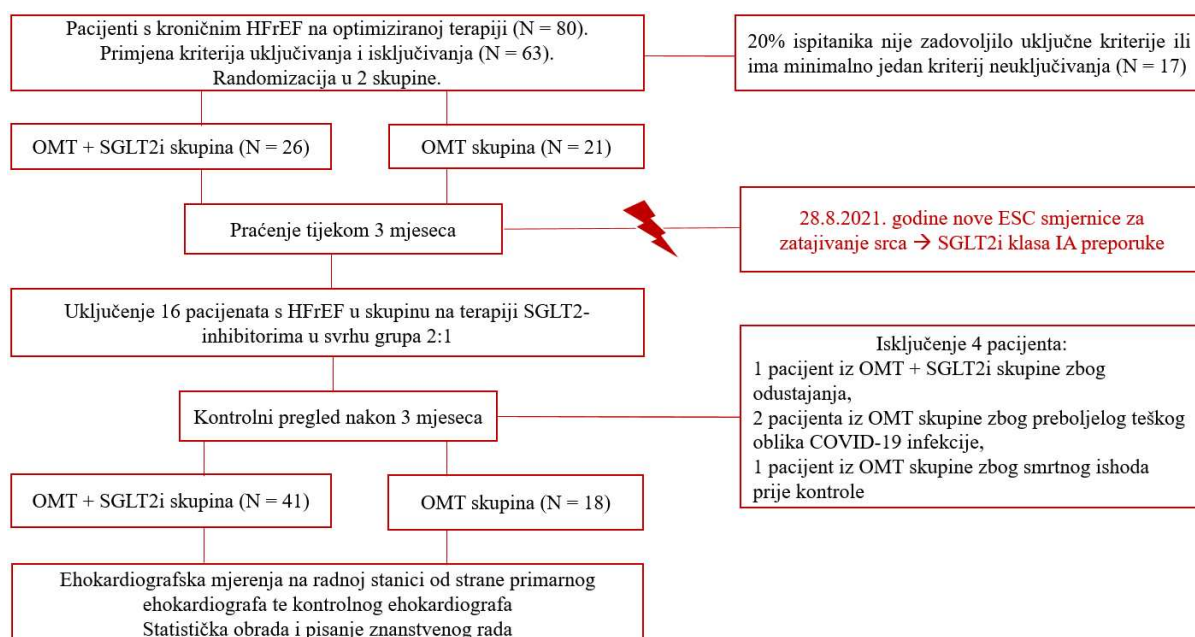 Pacijenti s kroničnim HFrEF na optimiziranoj terapiji (N = 80).
Primjena kriterija uključivanja i isključivanja (N = 63).
Randomizacija u 2 skupine.
20% ispitanika nije zadovoljilo uključne kriterije ili
ima minimalno jedan kriterij neuključivanja (N = 17)
OMT + SGLT2i skupina (N = 26)
OMT skupina (N = 21)
Praćenje tijekom 3 mjeseca
28.8.2021. godine nove ESC smjernice za
zatajivanje srca → SGLT2i klasa IA preporuke
Uključenje 16 pacijenata s HFrEF u skupinu na terapiji SGLT2-
inhibitorima u svrhu grupa 2:1
Isključenje 4 pacijenta:
1 pacijent iz OMT + SGLT2i skupine zbog
odustajanja,
2 pacijenta iz OMT skupine zbog preboljelog teškog
oblika COVID-19 infekcije,
1 pacijent iz OMT skupine zbog smrtnog ishoda
prije kontrole
Kontrolni pregled nakon 3 mjeseca
OMT + SGLT2i skupina (N = 41)
OMT skupina (N = 18)
Ehokardiografska mjerenja na radnoj stanici od strane primarnog
ehokardiografa te kontrolnog ehokardiografa
Statistička obrada i pisanje znanstvenog rada